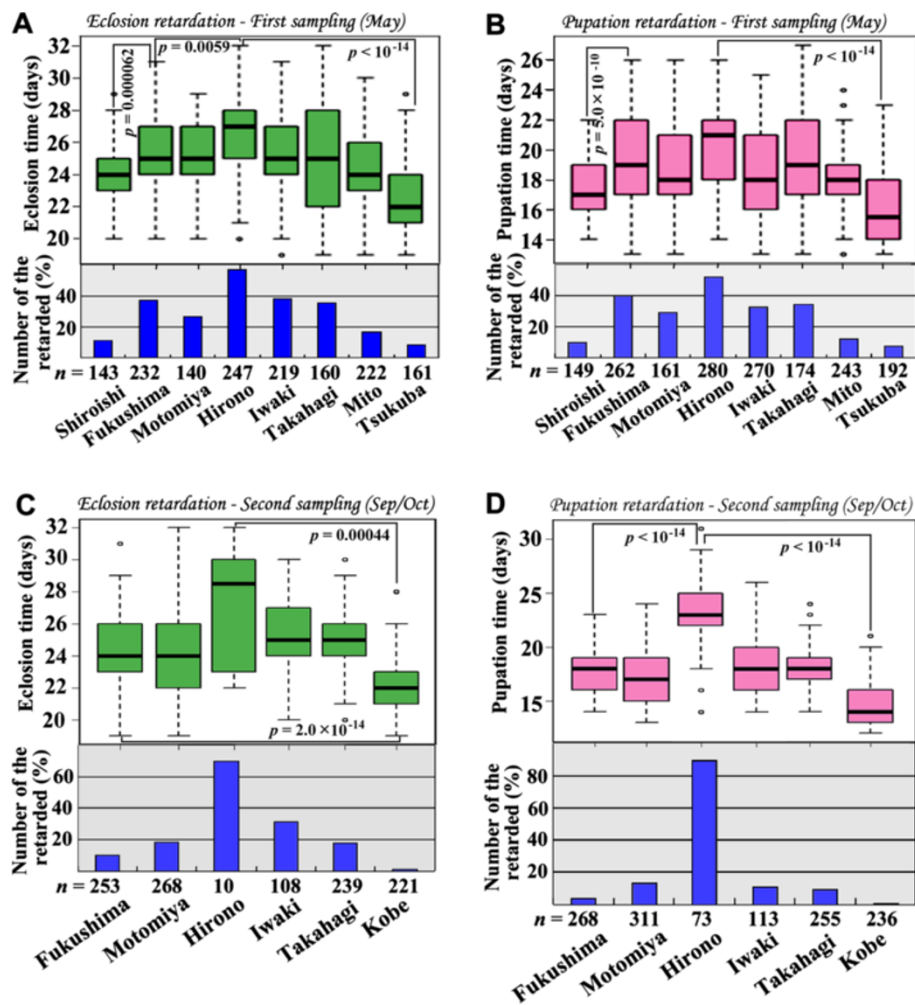 A
Eclosion retardation - First sampling (May)
Eclosion time (days)
32
30
28
26
24
22
20
p = 0.000062
p = 0.0059
p < 10-14
Number of the
retarded (%)
40
20
n = 143 232 140 247 219 160 222 161
Shiroishi
Fukushima
Motomiya
Hirono
Iwaki
Takahagi
Mito
Tsukuba
B
Pupation retardation - First sampling (May)
Pupation time (days)
26
24
22
20
18
16
14
p = 5.0×10-10
p < 10-14
Number of the
retarded (%)
40
20
n = 149 262 161 280 270 174 243 192
Shiroishi
Fukushima
Motomiya
Hirono
Iwaki
Takahagi
Mito
Tsukuba
C
Eclosion retardation - Second sampling (Sep/Oct)
Eclosion time (days)
32
30
28
26
24
22
20
p = 0.00044
p = 2.0×10-14
Number of the
retarded (%)
60
40
20
n = 253 268 10 108 239 221
Fukushima
Motomiya
Hirono
Iwaki
Takahagi
Kobe
D
Pupation retardation - Second sampling (Sep/Oct)
Pupation time (days)
30
25
20
15
p < 10-14
p < 10-14
Number of the
retarded (%)
80
60
40
20
n = 268 311 73 113 255 236
Fukushima
Motomiya
Hirono
Iwaki
Takahagi
Kobe